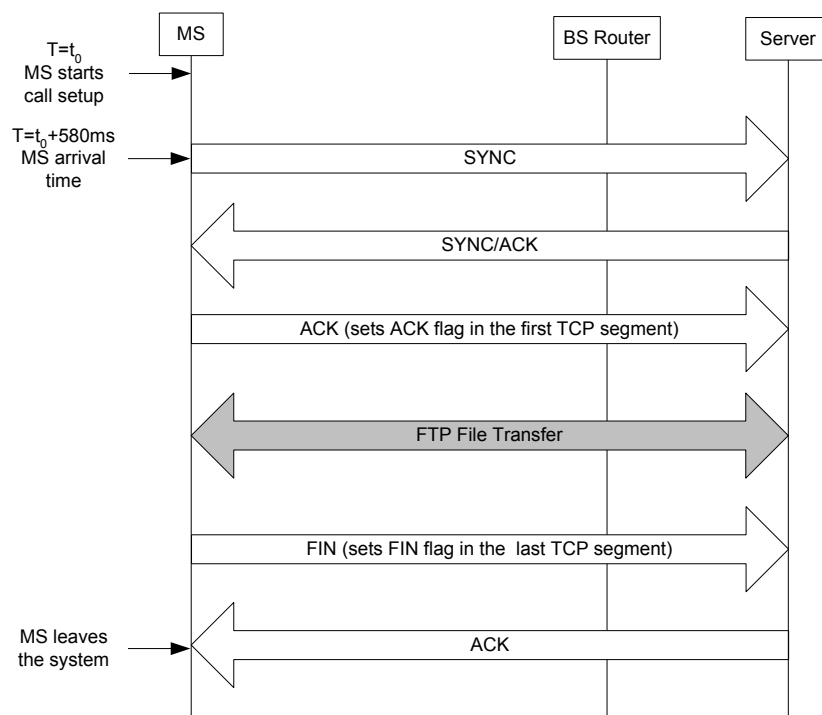 MS
BS Router
Server
T=t0
MS starts
call setup
T=t0+580ms
MS arrival
time
SYNC
SYNC/ACK
ACK (sets ACK flag in the first TCP segment)
FTP File Transfer
FIN (sets FIN flag in the last TCP segment)
MS leaves
the system
ACK